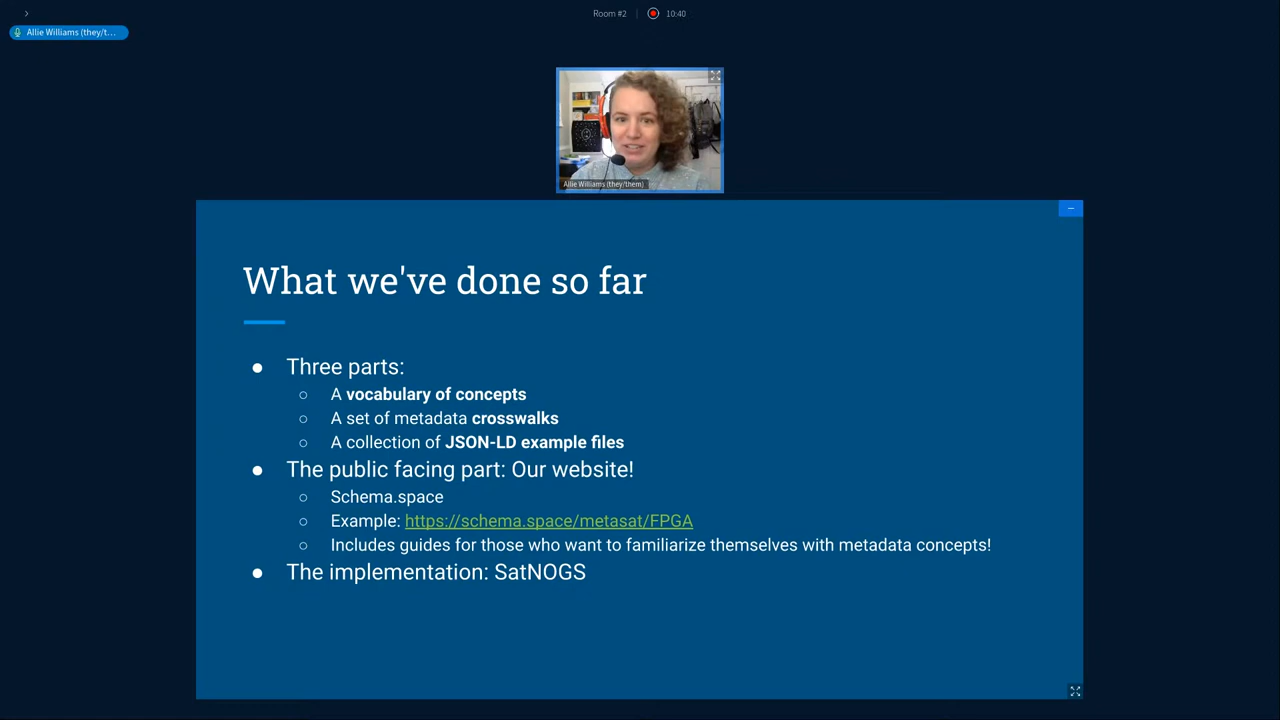 Room #2
10:40
Allie Williams (they/t...
Allie Williams (they/them)
What we've done so far
● Three parts:
○ A vocabulary of concepts
○ A set of metadata crosswalks
○ A collection of JSON-LD example files
● The public facing part: Our website!
○ Schema.space
○ Example: https://schema.space/metasat/FPGA
○ Includes guides for those who want to familiarize themselves with metadata concepts!
● The implementation: SatNOGS